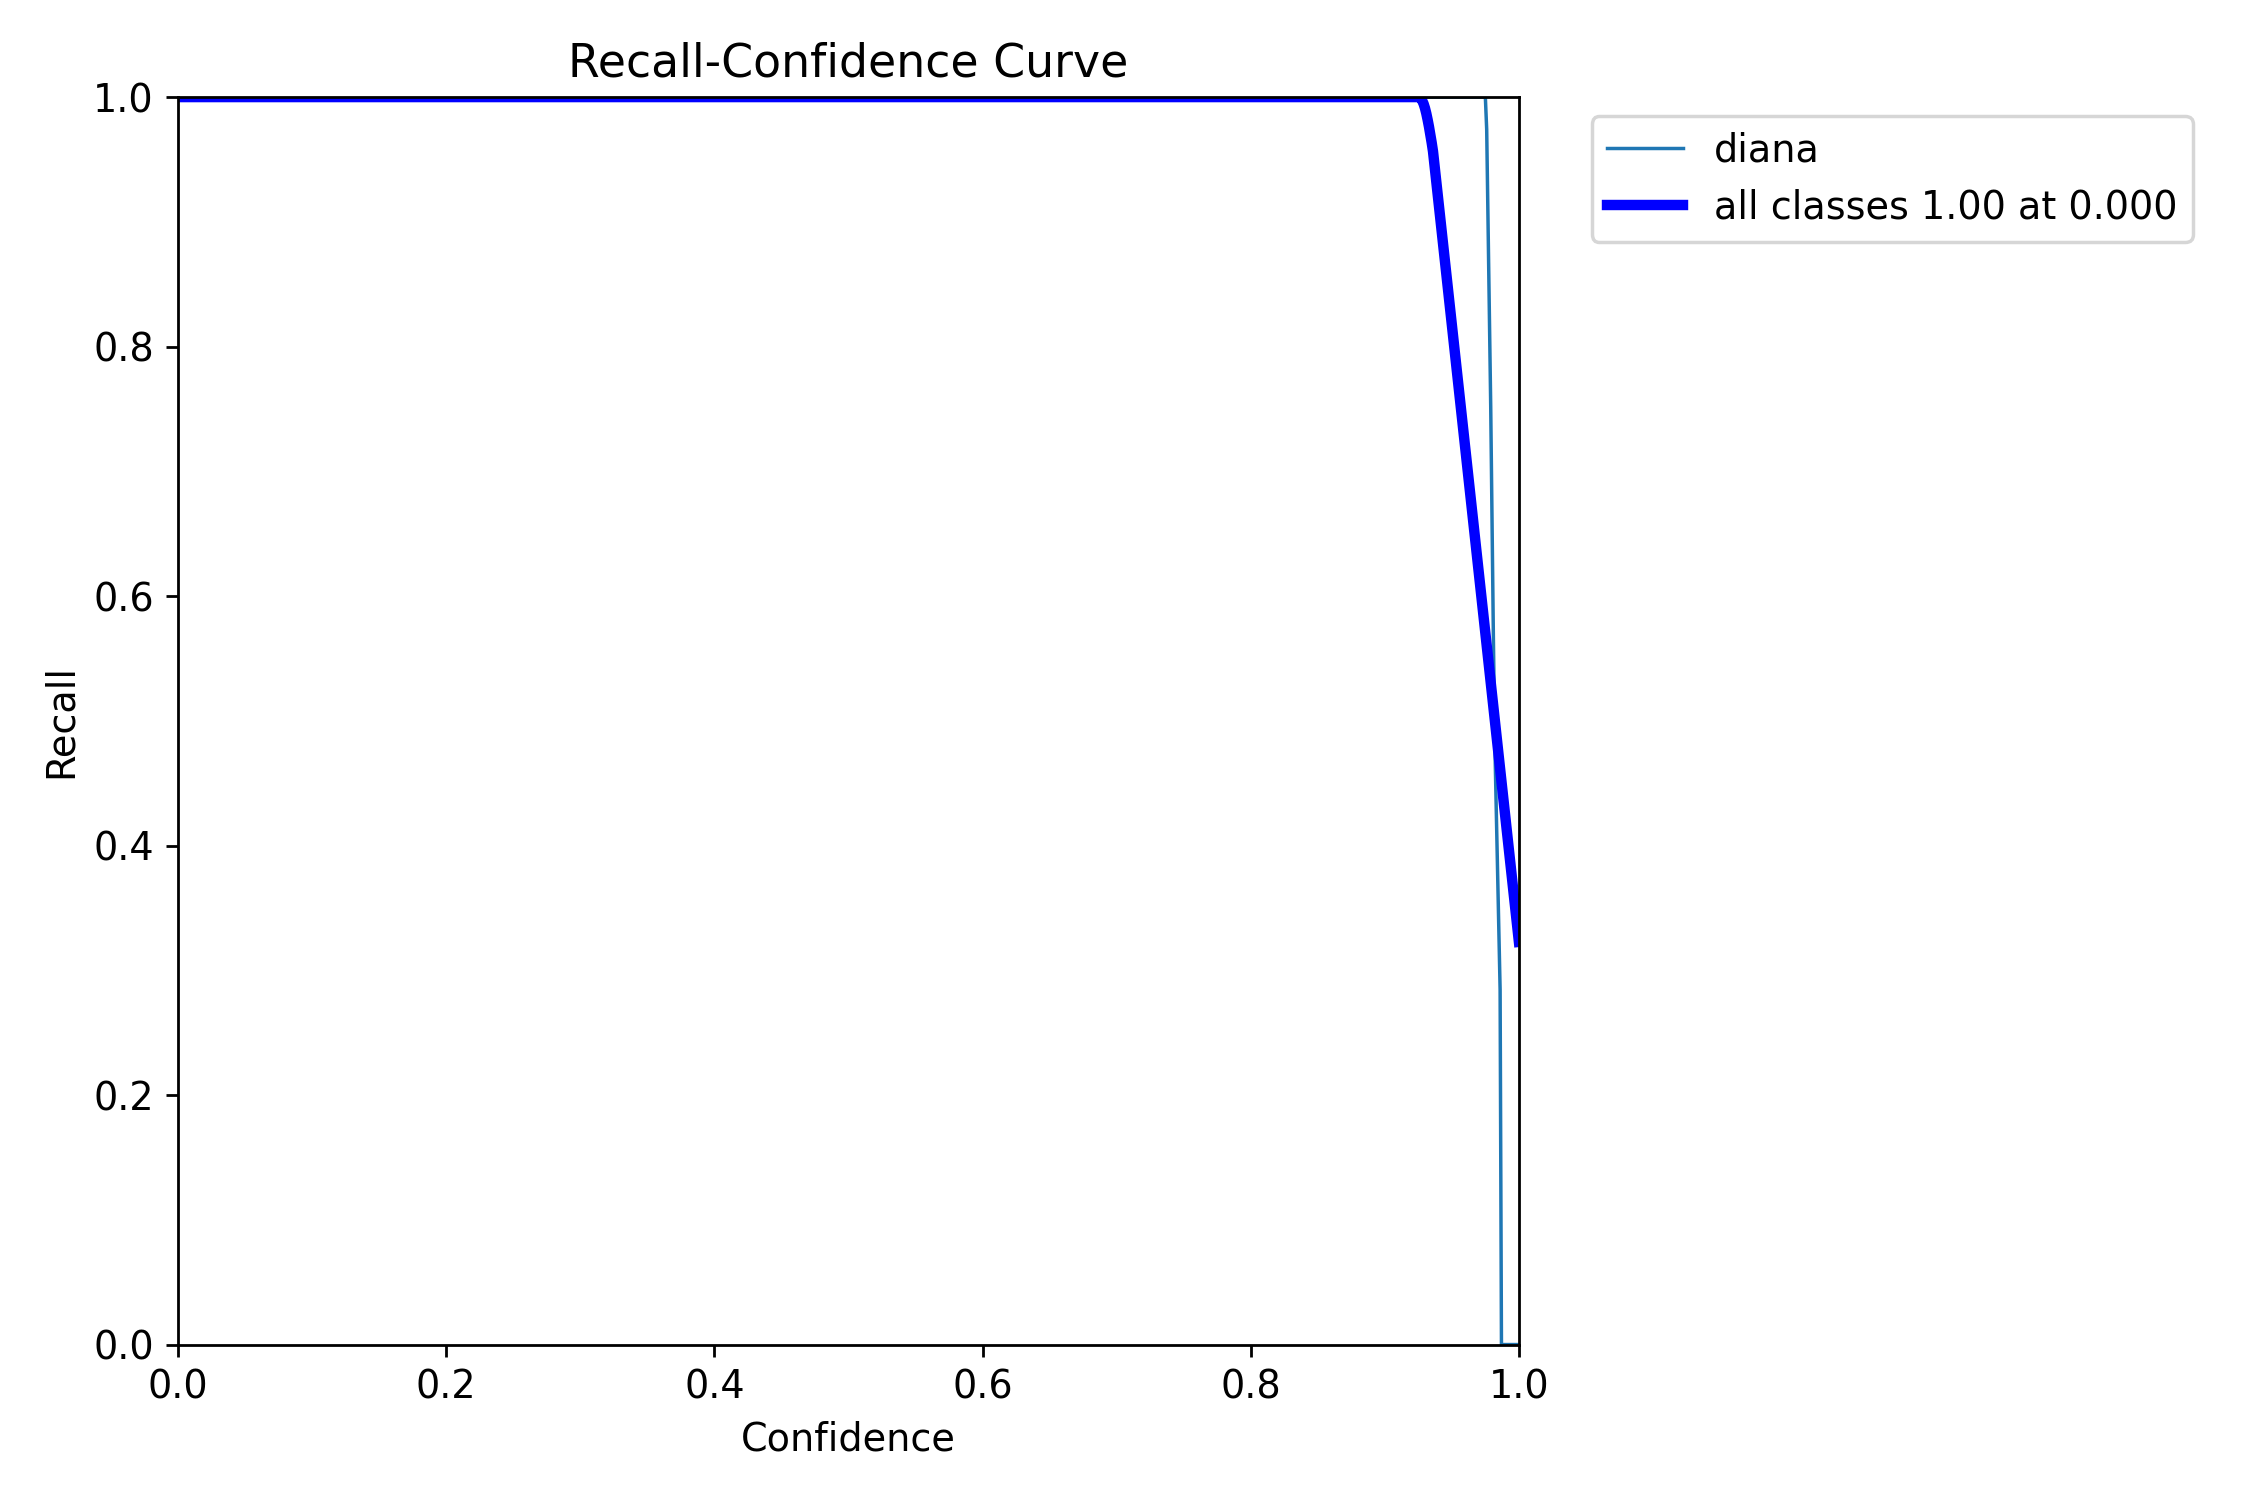 Recall-Confidence Curve
1.0
0.8
0.6
0.4
0.2
0.0
Recall
0.0 0.2 0.4 0.6 0.8 1.0
Confidence
diana
all classes 1.00 at 0.000